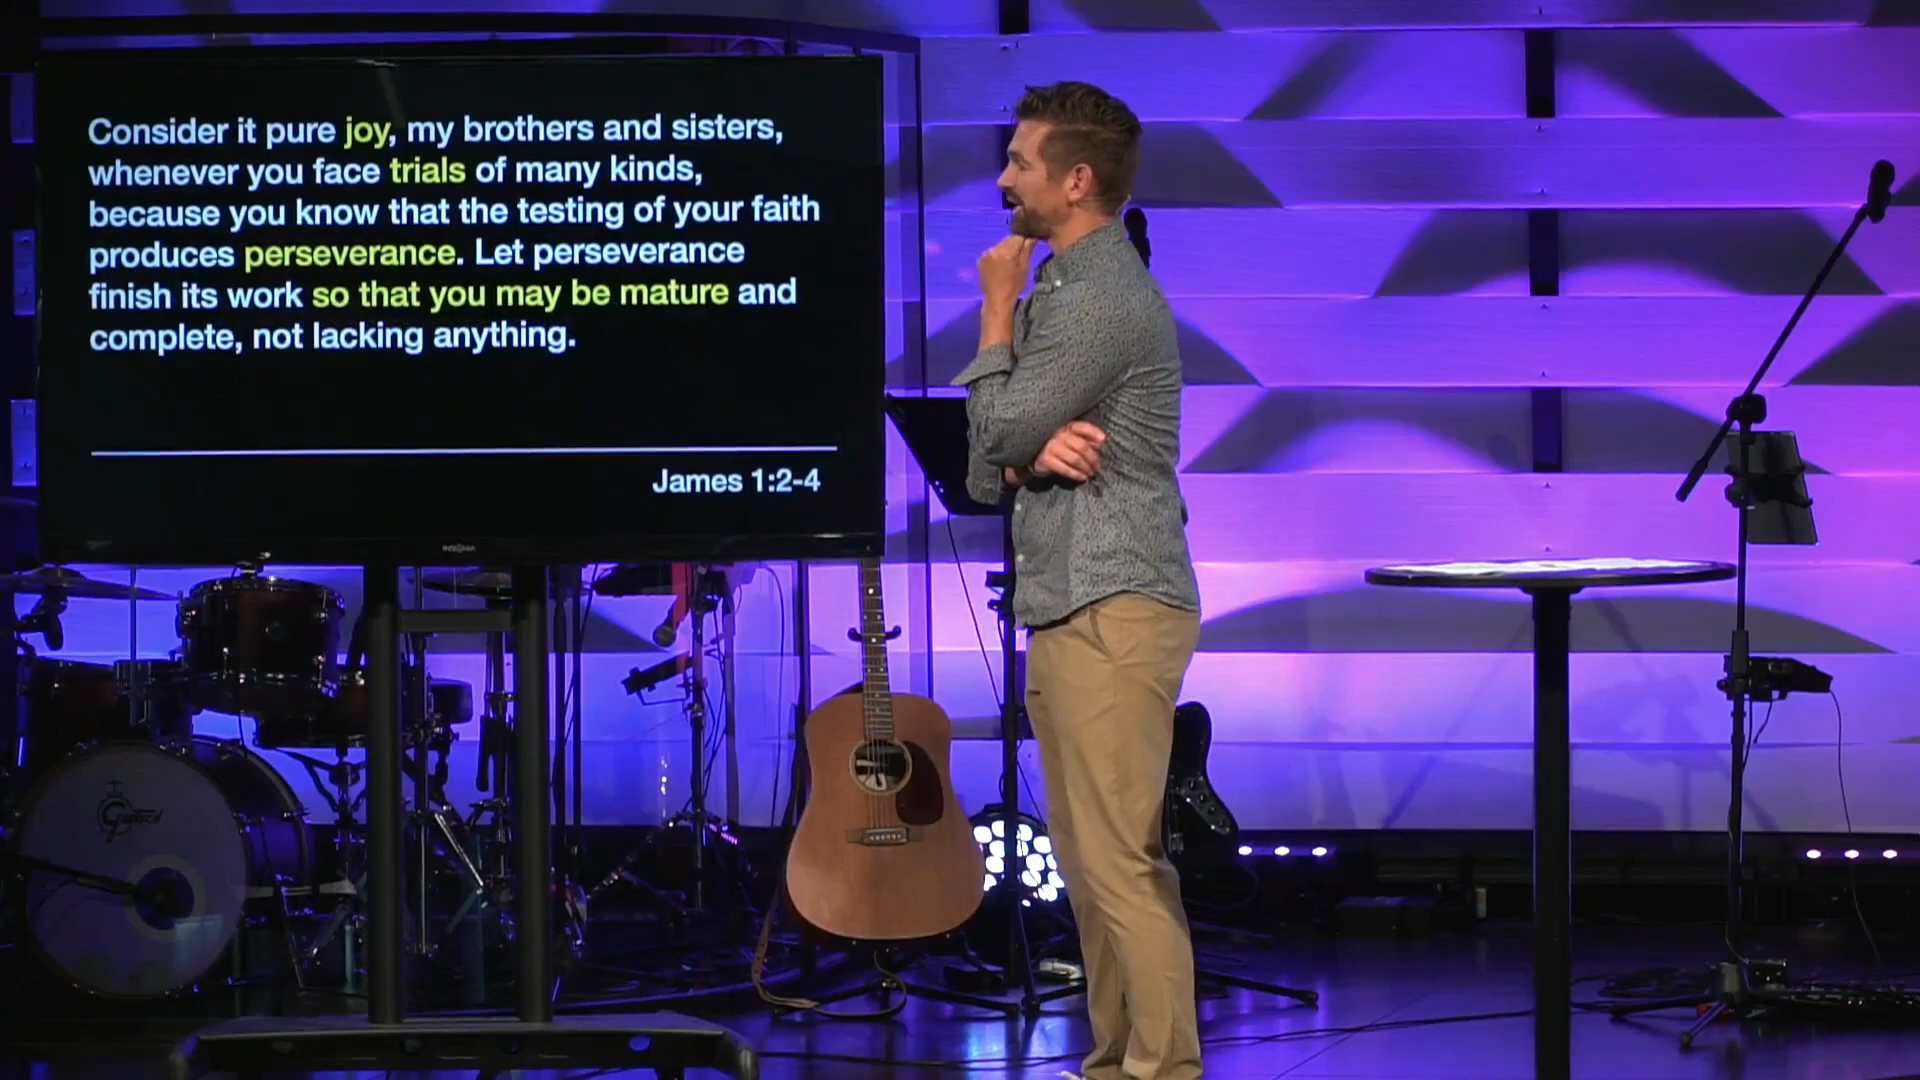 Consider it pure joy, my brothers and sisters,
whenever you face trials of many kinds,
because you know that the testing of your faith
produces perseverance. Let perseverance
finish its work so that you may be mature and
complete, not lacking anything.
James 1:2-4
INSIGNIA
Gretsch